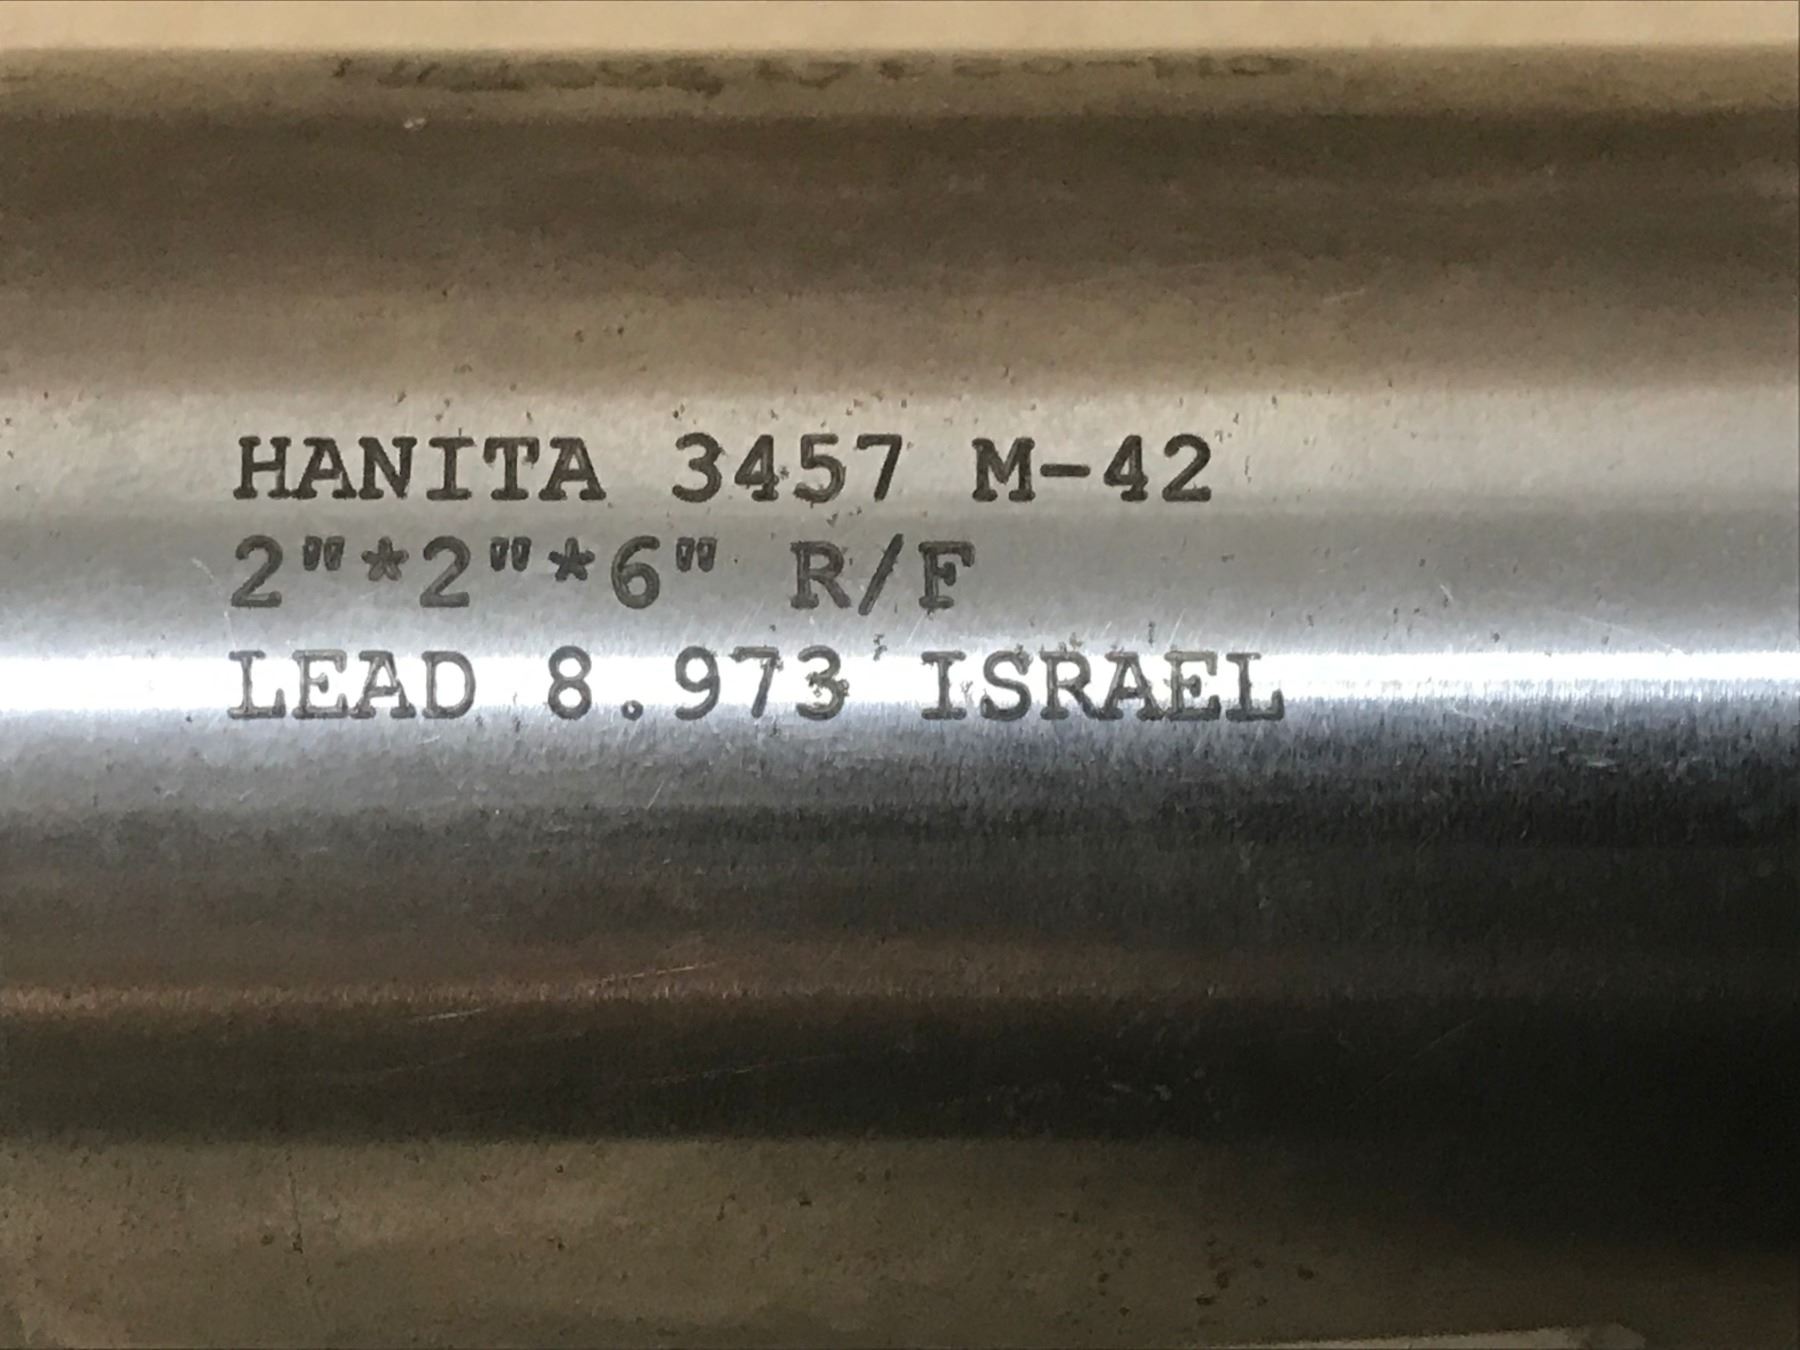 HANITA 3457 M-42
2"*2"*6" R/F
LEAD 8.973 ISRAEL